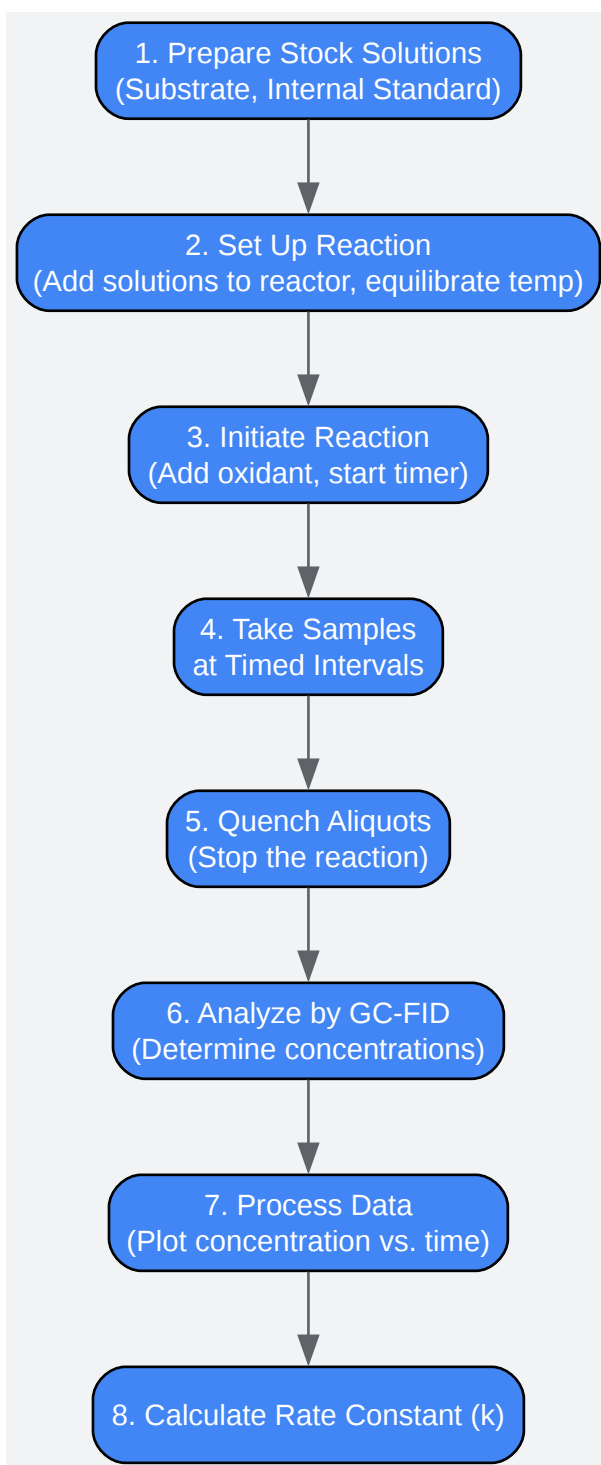 1. Prepare Stock Solutions
(Substrate, Internal Standard)
2. Set Up Reaction
(Add solutions to reactor, equilibrate temp)
3. Initiate Reaction
(Add oxidant, start timer)
4. Take Samples
at Timed Intervals
5. Quench Aliquots
(Stop the reaction)
6. Analyze by GC-FID
(Determine concentrations)
7. Process Data
(Plot concentration vs. time)
8. Calculate Rate Constant (k)